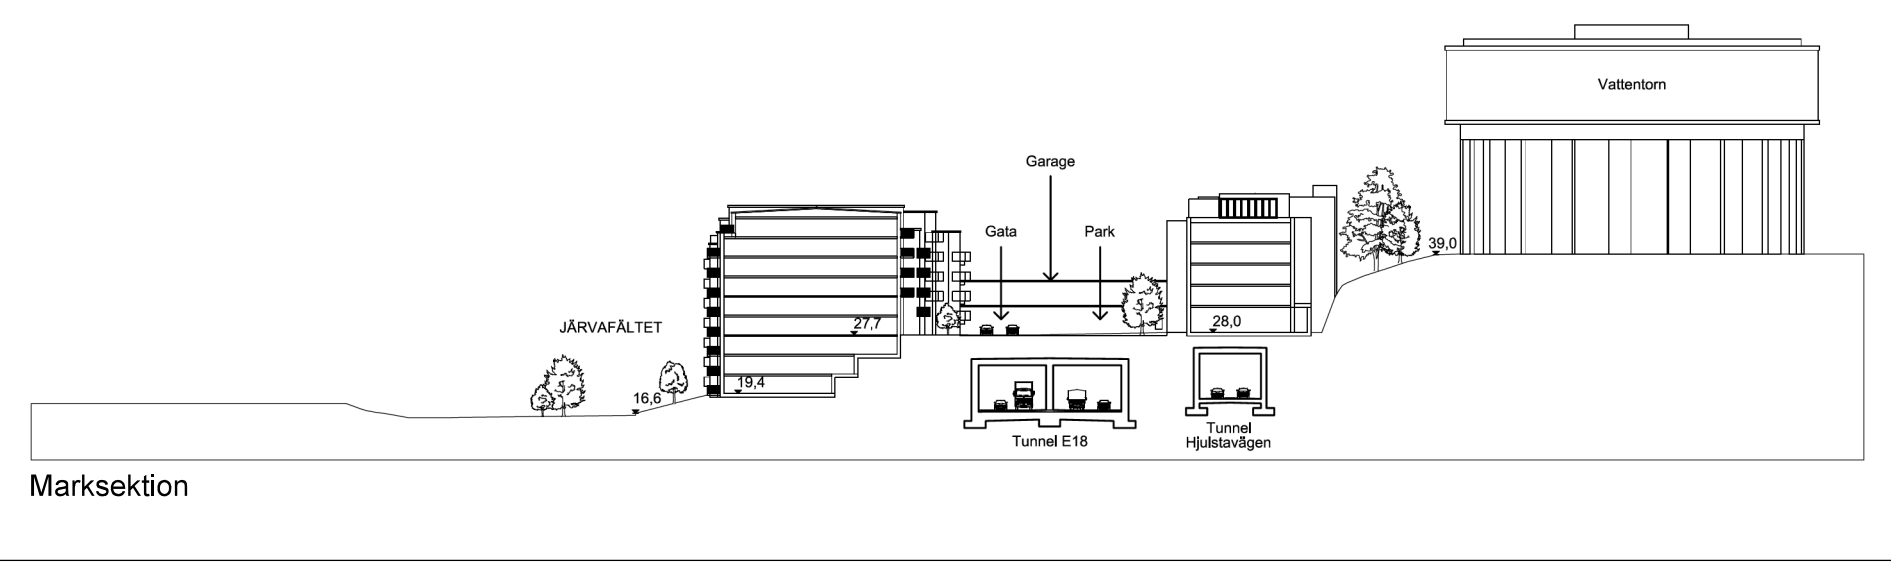 Vattentorn
Garage
Gata
Park
39,0
JÄRVAFÄLTET
27,7
28,0
19,4
16,6
Tunnel E18
Tunnel
Hjulstavägen
Marksektion